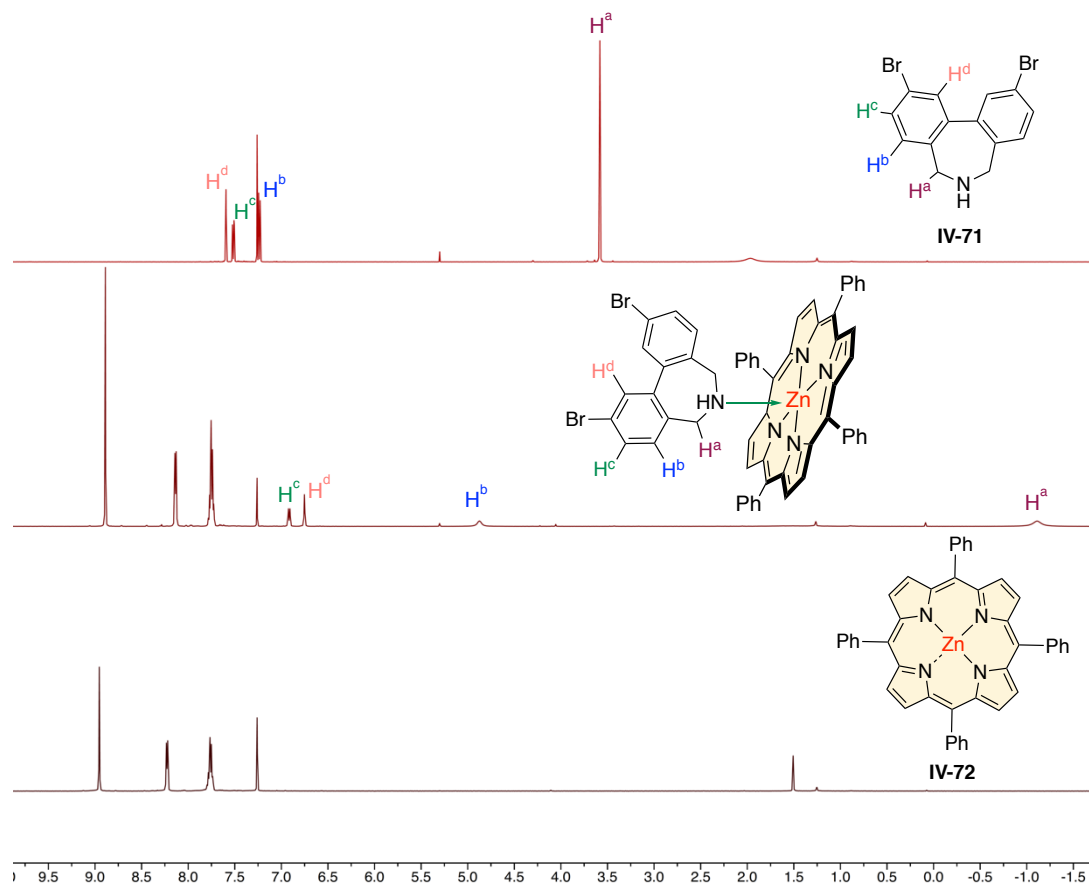 Hᵃ
Br
Br
Hᵈ
Hᶜ
Hᵇ
Hᵃ
N
H
IV-71
Hᵈ
Hᶜ
Hᵇ
Br
Hᵈ
Br
Hᶜ
Hᵇ
HN
Hᵃ
Ph
Ph
N
N
Zn
N
N
Ph
Ph
Hᶜ
Hᵈ
Hᵇ
Hᵃ
Ph
N
N
Ph
Zn
Ph
N
N
Ph
IV-72
9.5 9.0 8.5 8.0 7.5 7.0 6.5 6.0 5.5 5.0 4.5 4.0 3.5 3.0 2.5 2.0 1.5 1.0 0.5 0.0 -0.5 -1.0 -1.5